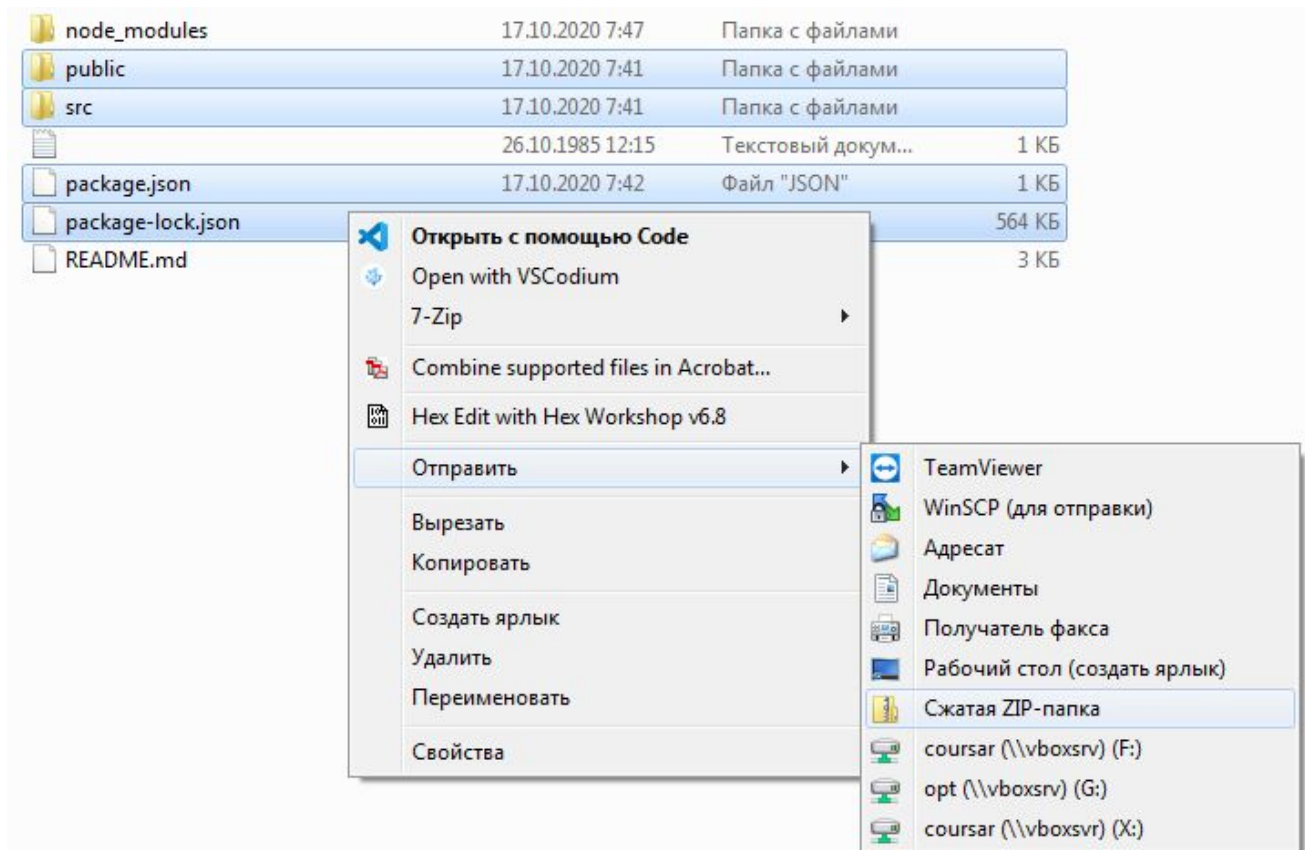 node_modules 17.10.2020 7:47 Папка с файлами
public 17.10.2020 7:41 Папка с файлами
src 17.10.2020 7:41 Папка с файлами
26.10.1985 12:15 Текстовый докум... 1 КБ
package.json 17.10.2020 7:42 Файл "JSON" 1 КБ
package-lock.json 564 КБ
README.md 3 КБ
Открыть с помощью Code
Open with VSCodium
7-Zip
Combine supported files in Acrobat...
Hex Edit with Hex Workshop v6.8
Отправить
Вырезать
Копировать
Создать ярлык
Удалить
Переименовать
Свойства
TeamViewer
WinSCP (для отправки)
Адресат
Документы
Получатель факса
Рабочий стол (создать ярлык)
Сжатая ZIP-папка
coursar (\\vboxsrv) (F:)
opt (\\vboxsrv) (G:)
coursar (\\vboxsvr) (X:)